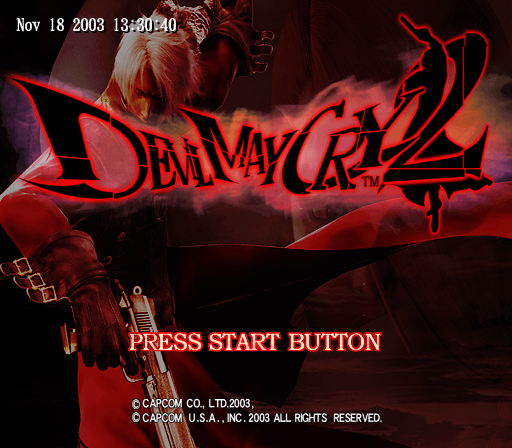 Nov 18 2003 13:30:40
DEVIL MAY CRY 2 TM
PRESS START BUTTON
© CAPCOM CO., LTD.2003,
© CAPCOM U.S.A., INC. 2003 ALL RIGHTS RESERVED.